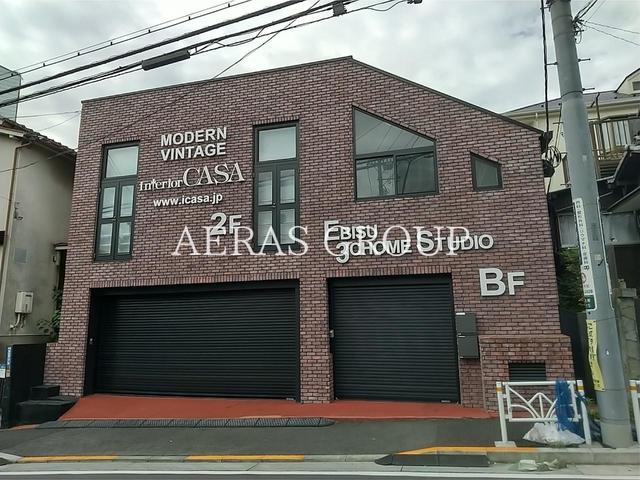 MODERN
VINTAGE
Interior CASA
www.icasa.jp
2F
EBISU
3CHOME STUDIO
BF
AERAS GROUP